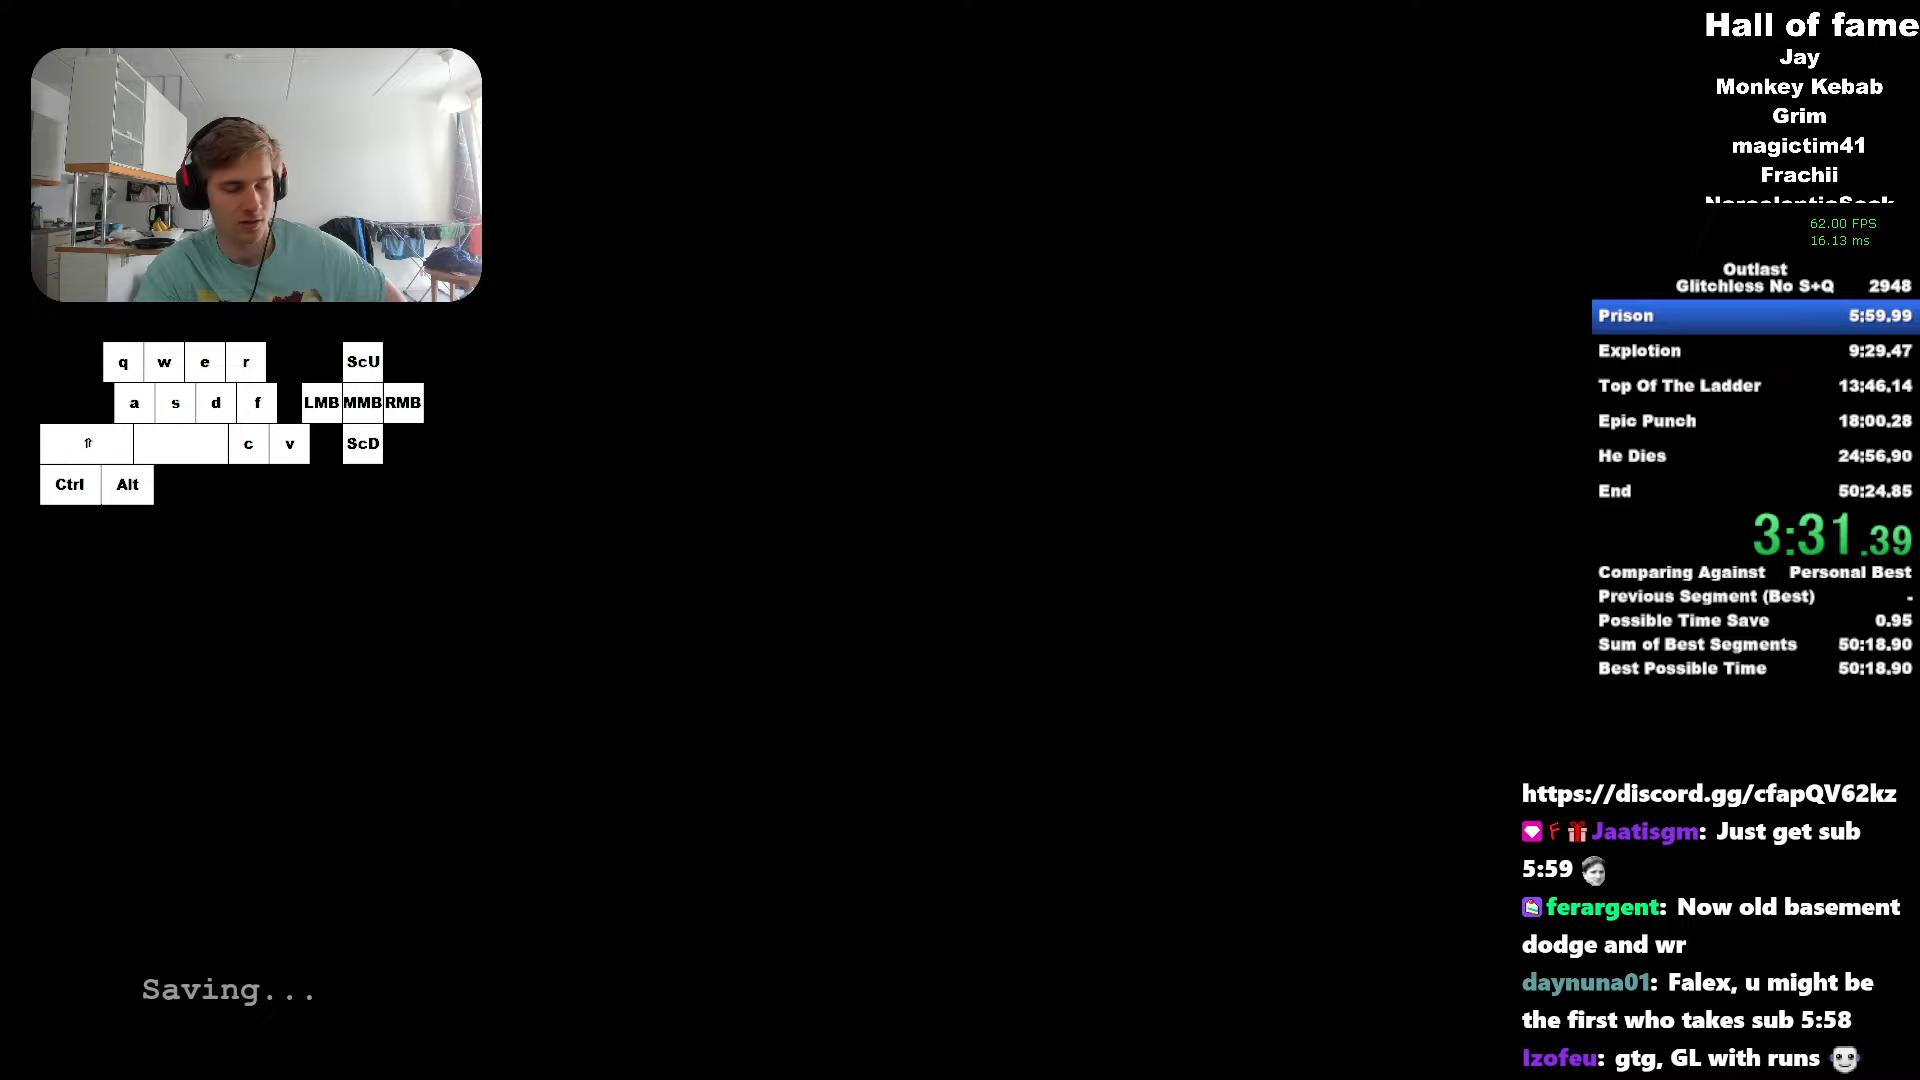 Hall of fame
Jay
Monkey Kebab
Grim
magictim41
Frachii
62.00 FPS
16.13 ms
Outlast
Glitchless No S+Q 2948
Prison 5:59.99
Explotion 9:29.47
Top Of The Ladder 13:46.14
Epic Punch 18:00.28
He Dies 24:56.90
End 50:24.85
3:31.39
Comparing Against Personal Best
Previous Segment (Best) -
Possible Time Save 0.95
Sum of Best Segments 50:18.90
Best Possible Time 50:18.90
q w e r ScU
a s d f LMB MMB RMB
⇧ c v ScD
Ctrl Alt
https://discord.gg/cfapQV62kz
Jaatisgm: Just get sub
5:59
ferargent: Now old basement
dodge and wr
daynuna01: Falex, u might be
the first who takes sub 5:58
Izofeu: gtg, GL with runs
Saving...